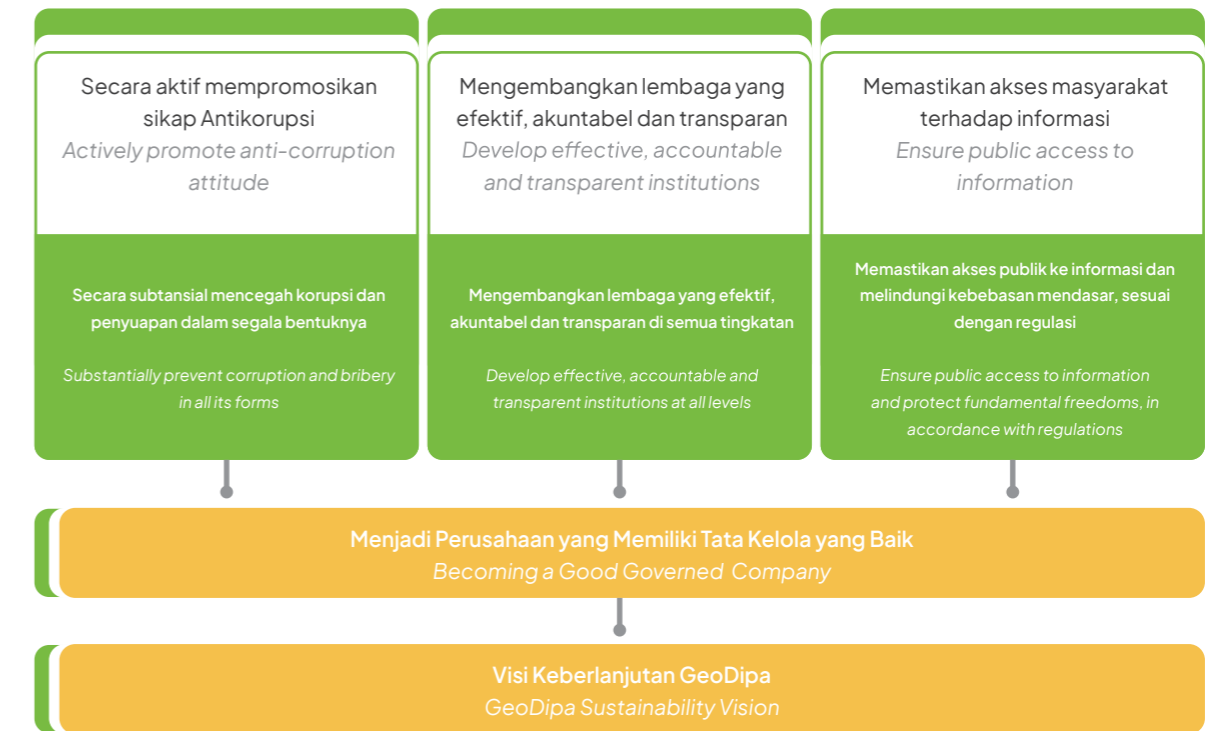 Secara aktif mempromosikan
sikap Antikorupsi
Actively promote anti-corruption
attitude
Secara subtansial mencegah korupsi dan
penyuapan dalam segala bentuknya
Substantially prevent corruption and bribery
in all its forms
Mengembangkan lembaga yang
efektif, akuntabel dan transparan
Develop effective, accountable
and transparent institutions
Mengembangkan lembaga yang efektif,
akuntabel dan transparan di semua tingkatan
Develop effective, accountable and
transparent institutions at all levels
Memastikan akses masyarakat
terhadap informasi
Ensure public access to
information
Memastikan akses publik ke informasi dan
melindungi kebebasan mendasar, sesuai
dengan regulasi
Ensure public access to information
and protect fundamental freedoms, in
accordance with regulations
Menjadi Perusahaan yang Memiliki Tata Kelola yang Baik
Becoming a Good Governed Company
Visi Keberlanjutan GeoDipa
GeoDipa Sustainability Vision